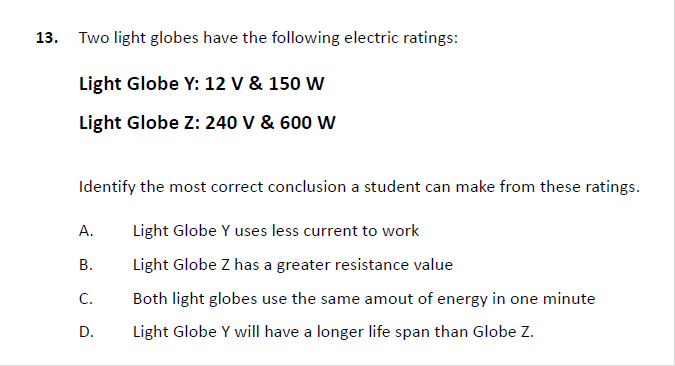 13. Two light globes have the following electric ratings:
Light Globe Y: 12 V & 150 W
Light Globe Z: 240 V & 600 W
Identify the most correct conclusion a student can make from these ratings.
A. Light Globe Y uses less current to work
B. Light Globe Z has a greater resistance value
C. Both light globes use the same amout of energy in one minute
D. Light Globe Y will have a longer life span than Globe Z.